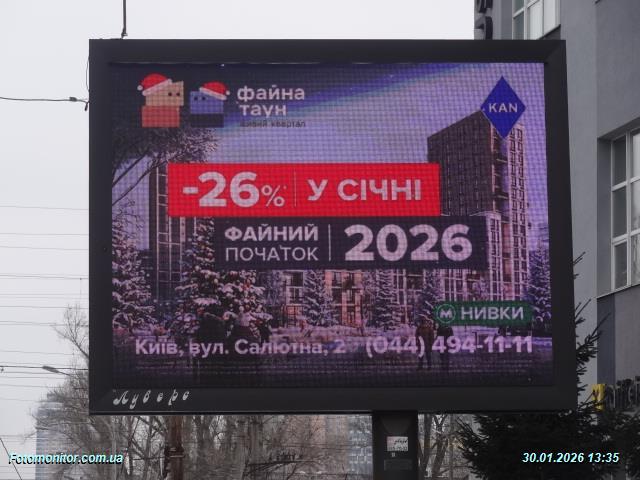 файна
таун
живий квартал
KAN
-26% У СІЧНІ
ФАЙНИЙ
ПОЧАТОК
2026
М НИВКИ
Київ, вул. Салютна, 2 (044) 494-11-11
Лувере
Fotomonitor.com.ua
30.01.2026 13:35